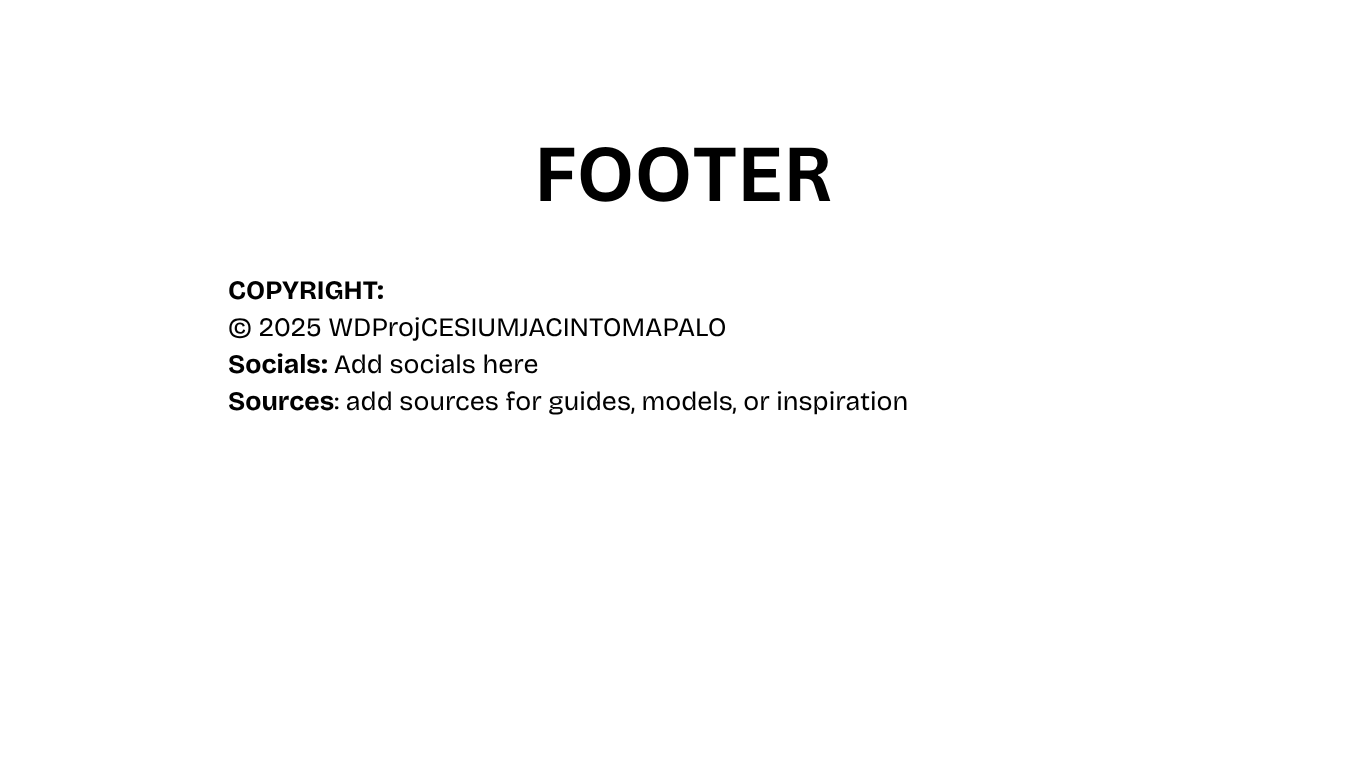 FOOTER
COPYRIGHT:
© 2025 WDProjCESIUMJACINTOMAPALO
Socials: Add socials here
Sources: add sources for guides, models, or inspiration